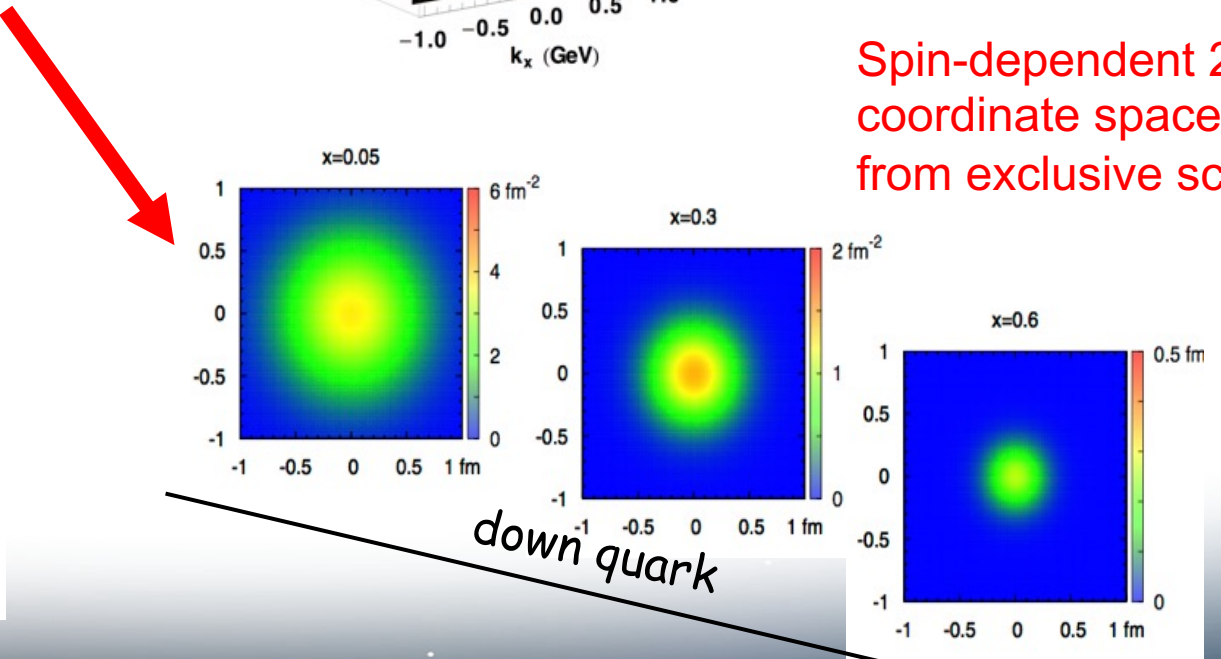 -1.0 -0.5 0.0 0.5
kx (GeV)
Spin-dependent 2
coordinate space
from exclusive sc
x=0.05
1
0.5
0
-0.5
-1
-1 -0.5 0 0.5 1 fm
6 fm-2
4
2
0
x=0.3
1
0.5
0
-0.5
-1
-1 -0.5 0 0.5 1 fm
2 fm-2
1
0
x=0.6
1
0.5
0
-0.5
-1
-1 -0.5 0 0.5 1 fm
0.5 fm
0
down quark